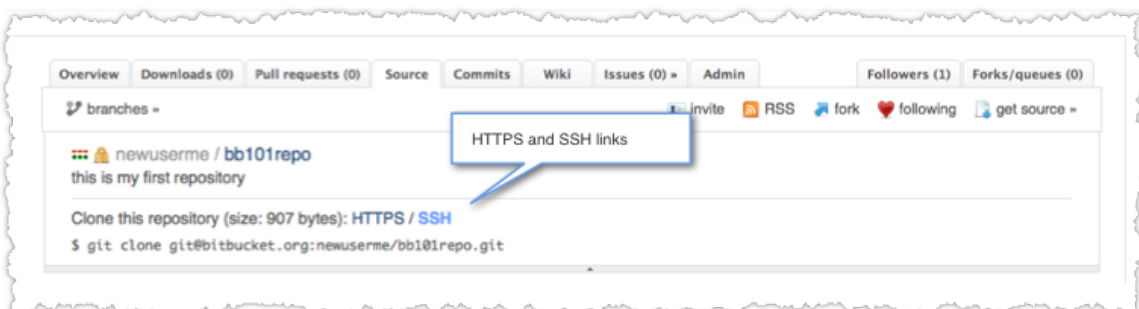 Overview Downloads (0) Pull requests (0) Source Commits Wiki Issues (0) » Admin Followers (1) Forks/queues (0)
branches » invite RSS fork following get source »
HTTPS and SSH links
newuserme / bb101repo
this is my first repository
Clone this repository (size: 907 bytes): HTTPS / SSH
$ git clone git@bitbucket.org:newuserme/bb101repo.git